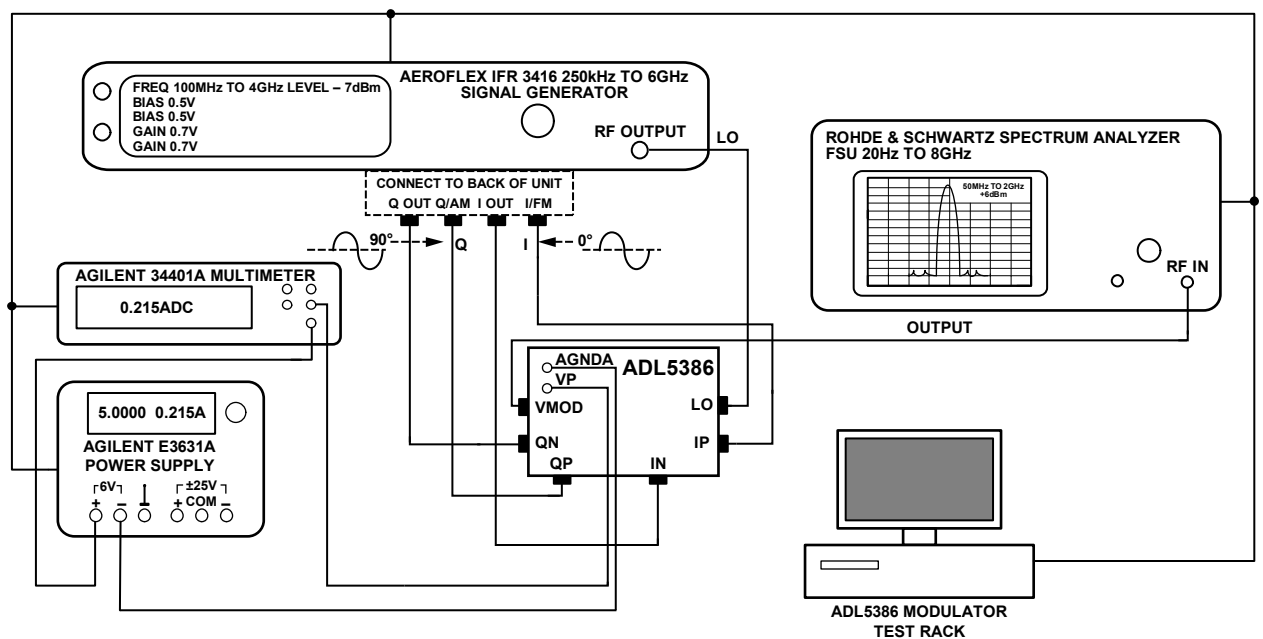 AEROFLEX IFR 3416 250kHz TO 6GHz
SIGNAL GENERATOR
FREQ 100MHz TO 4GHz LEVEL – 7dBm
BIAS 0.5V
BIAS 0.5V
GAIN 0.7V
GAIN 0.7V
RF OUTPUT
LO
CONNECT TO BACK OF UNIT
Q OUT Q/AM I OUT I/FM
90°
Q
I
0°
ROHDE & SCHWARTZ SPECTRUM ANALYZER
FSU 20Hz TO 8GHz
50MHz TO 2GHz
+6dBm
RF IN
OUTPUT
AGILENT 34401A MULTIMETER
0.215ADC
5.0000 0.215A
AGILENT E3631A
POWER SUPPLY
6V
±25V
+ – + COM –
AGNDA
VP
ADL5386
VMOD
LO
QN
IP
QP
IN
ADL5386 MODULATOR
TEST RACK